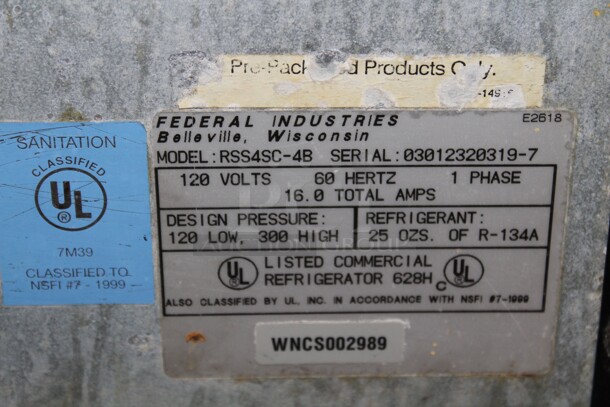 Pre-Pack d Products O ly.
FEDERAL INDUSTRIES E2618
Belleville, Wisconsin
MODEL: RSS4SC-4B SERIAL: 03012320319-7
120 VOLTS 60 HERTZ 1 PHASE
16.0 TOTAL AMPS
DESIGN PRESSURE:
120 LOW, 300 HIGH
REFRIGERANT:
25 OZS. OF R-134A
UL ®
LISTED COMMERCIAL
REFRIGERATOR 628H
C UL ®
ALSO CLASSIFIED BY UL, INC. IN ACCORDANCE WITH NSFI #7-1999
WNCS002989
SANITATION
CLASSIFIED
UL ®
7M39
CLASSIFIED TO
NSFI #7 - 1999